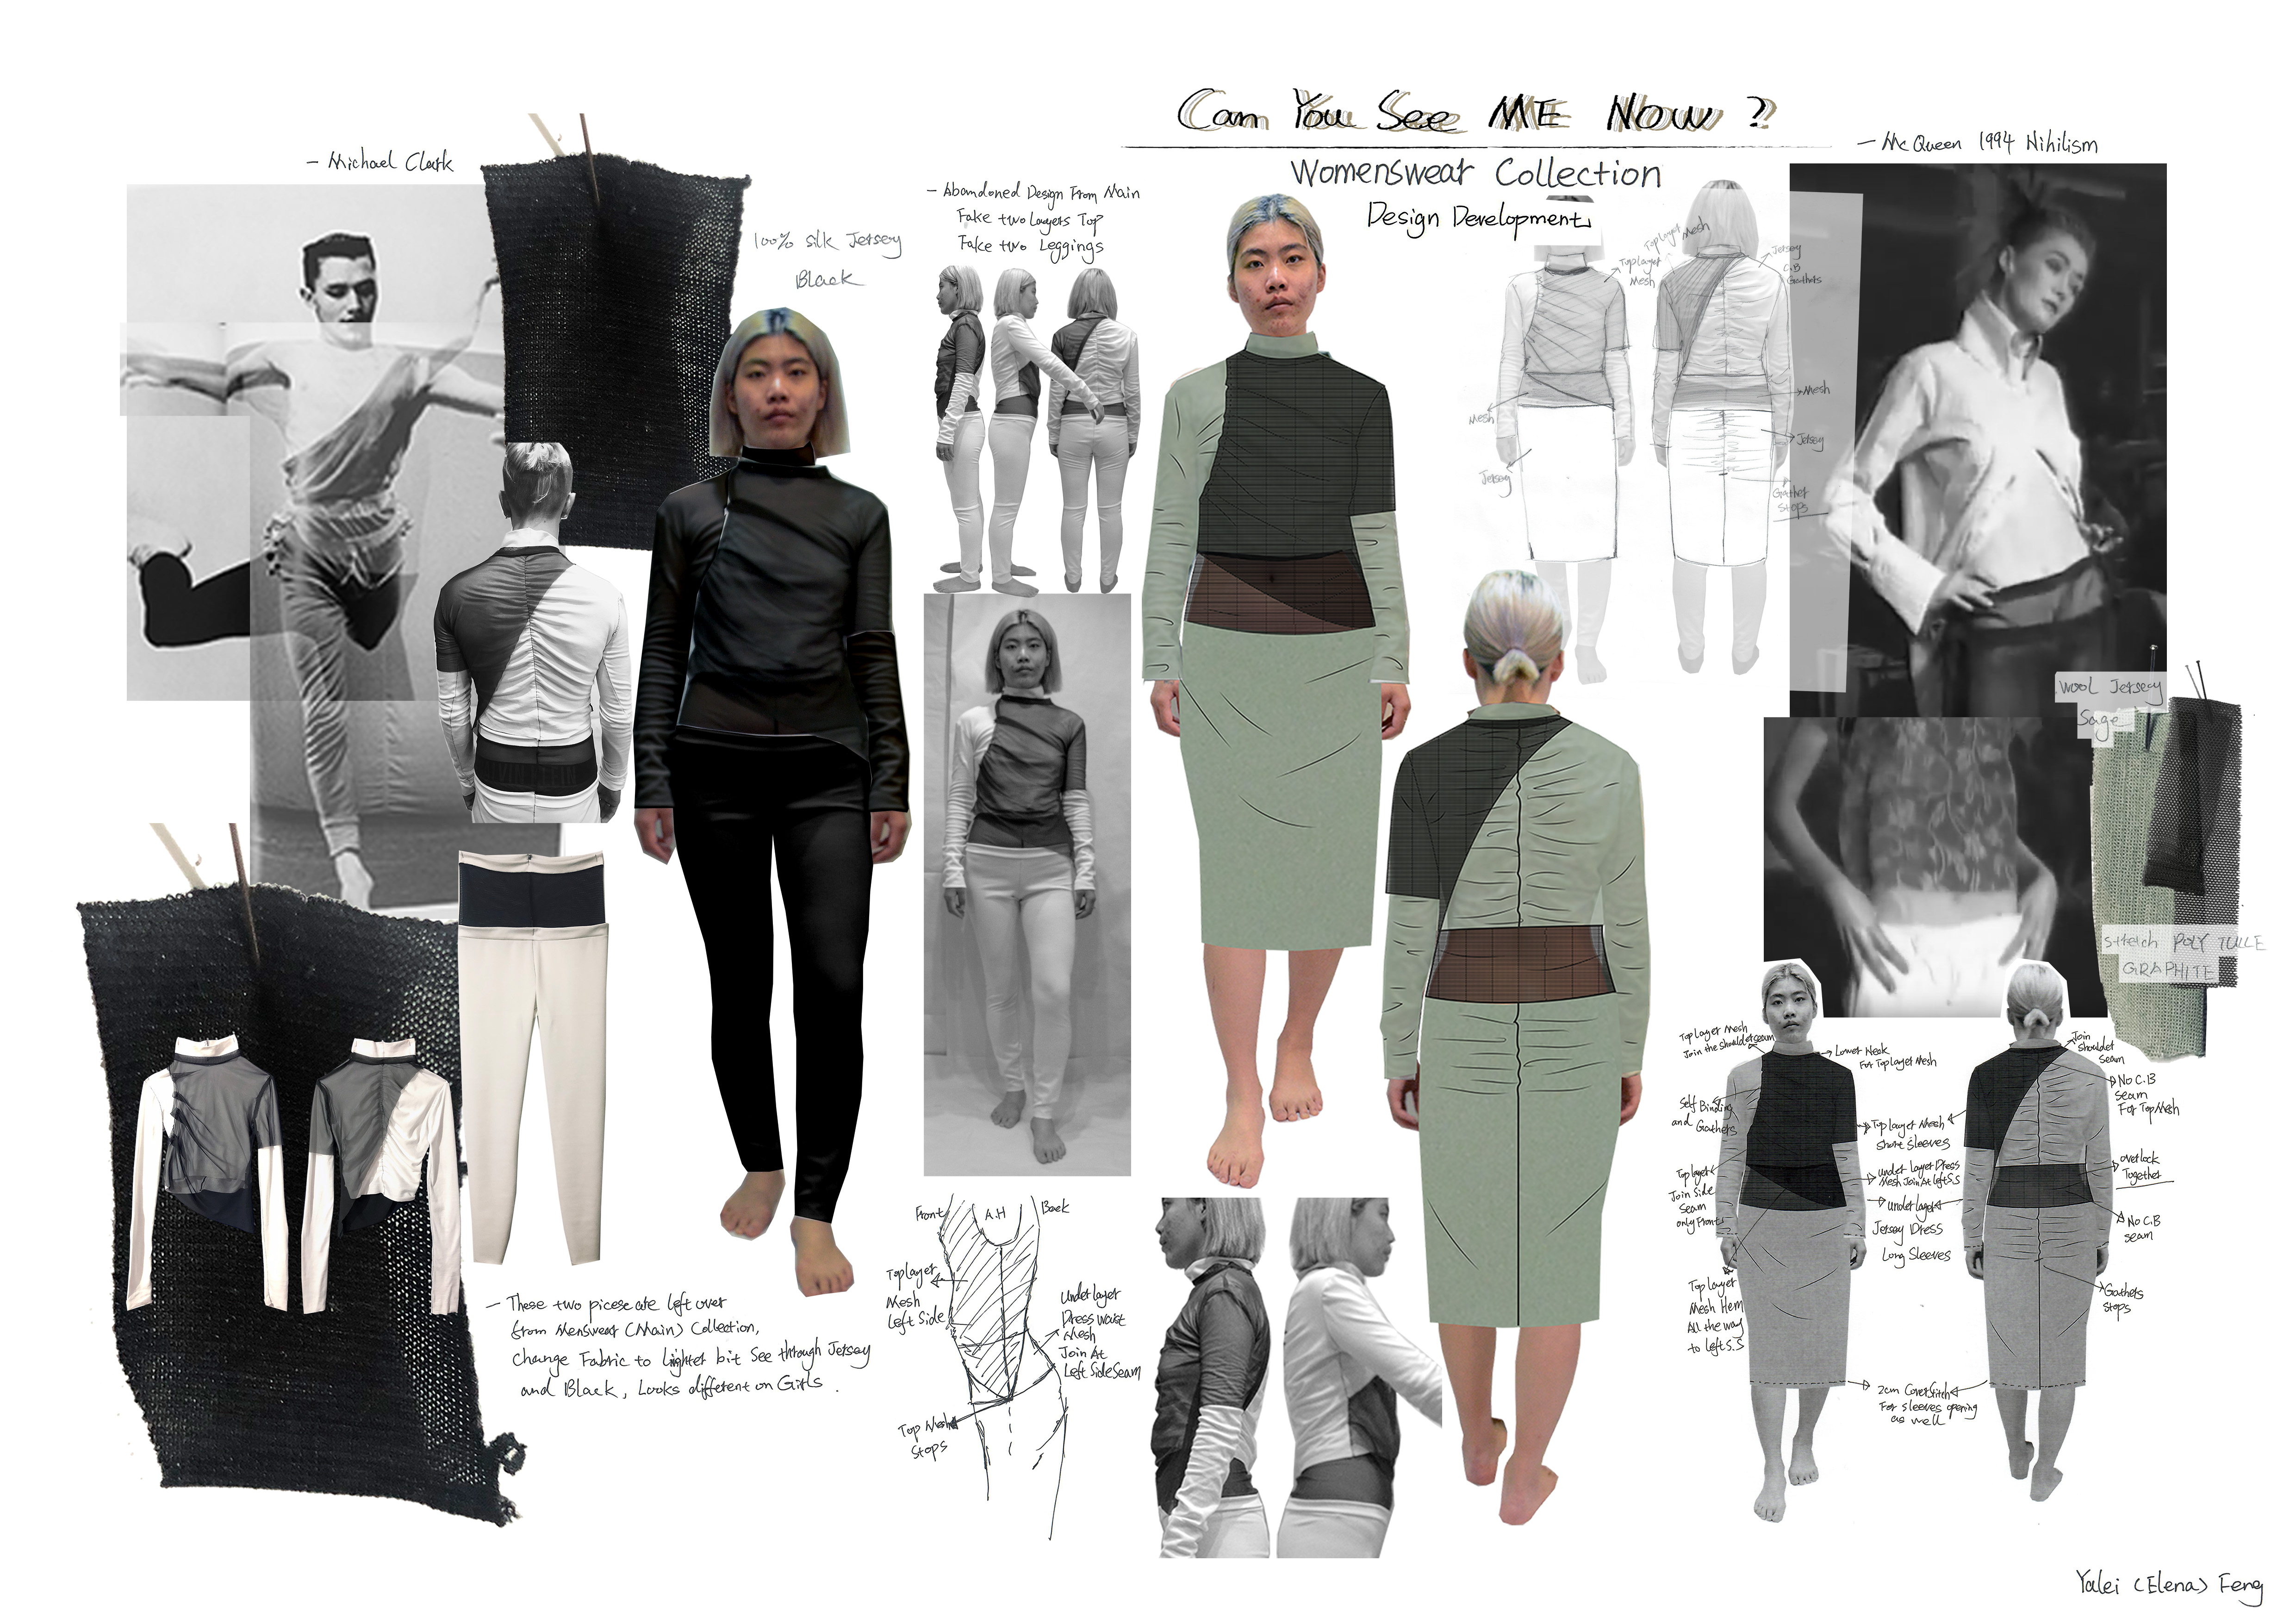 Can You See ME Now ?
Womenswear Collection
Design Development
- Michael Clark
- Mc Queen 1994 Nihilism
100% silk Jersey
Black
- Abandoned Design From Main
Fake two Layers Top
Fake two Leggings
Top layer
Mesh
Top layer Mesh
Jersey
C.B
Gathers
Mesh
Mesh
Jersey
Jersey
Gather
Stops
Wool Jersey
Sage
Stretch POLY TULLE
GRAPHITE
- These two picese are left over
from Menswear (Main) Collection,
Change Fabric to Lighter bit See through Jersey
and Black, Looks different on Girls .
Front
A.H
Back
Top layer
Mesh
Left Side
Under layer
Dress waist
Mesh
Join At
Left Side Seam
Top Mesh
Stops
Top layer Mesh
Join the Shoulder seam
Lower Neck
For Top layer Mesh
Self Binding
and Gathers
Top layer Mesh
Short Sleeves
Top layer
Join Side
Seam
only Front
under layer Dress
Mesh Join At left S.S
under layer
Jersey Dress
Long Sleeves
Top layer
Mesh Hem
All the way
to left S.S
Join
Shoulder
Seam
No C.B
Seam
For Top Mesh
overlock
Together
No C.B
Seam
Gathers
Stops
2cm CoverStitch
For sleeves opening
as well
Yalei (Elena) Feng